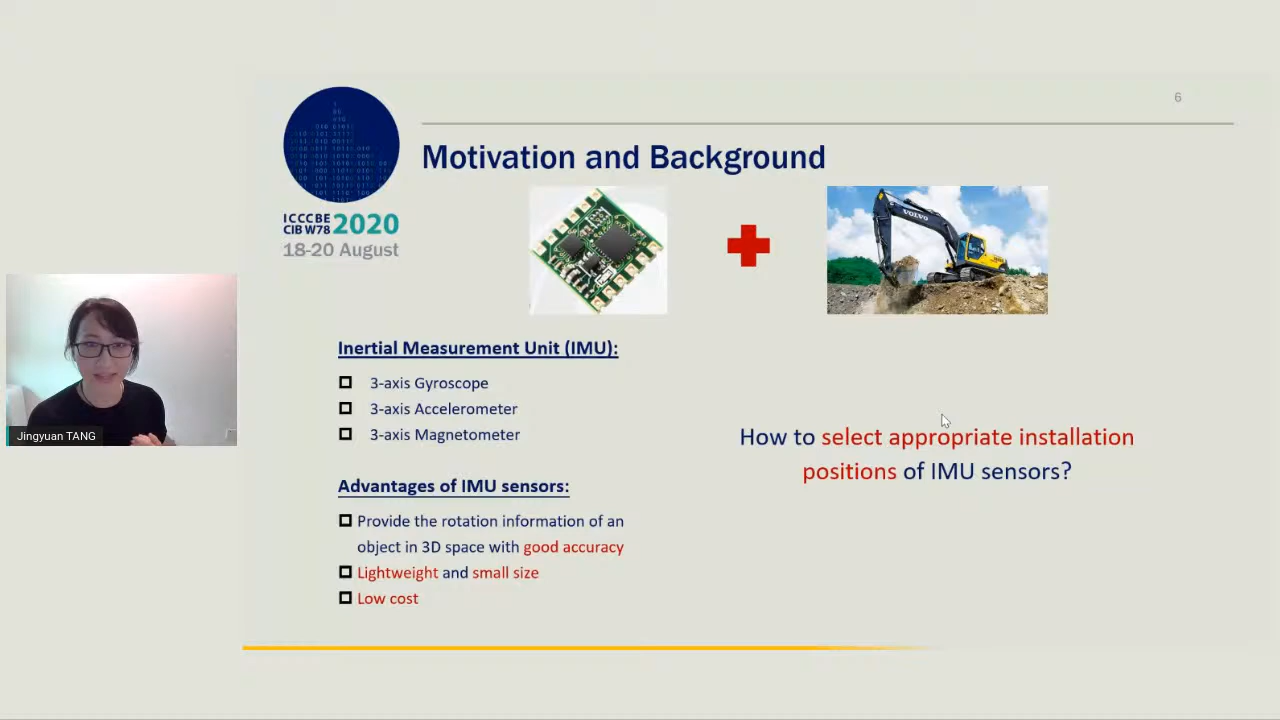 6
Motivation and Background
ICCCBE
CIB W78 2020
18-20 August
VOLVO
Jingyuan TANG
Inertial Measurement Unit (IMU):
3-axis Gyroscope
3-axis Accelerometer
3-axis Magnetometer
Advantages of IMU sensors:
Provide the rotation information of an
object in 3D space with good accuracy
Lightweight and small size
Low cost
How to select appropriate installation
positions of IMU sensors?